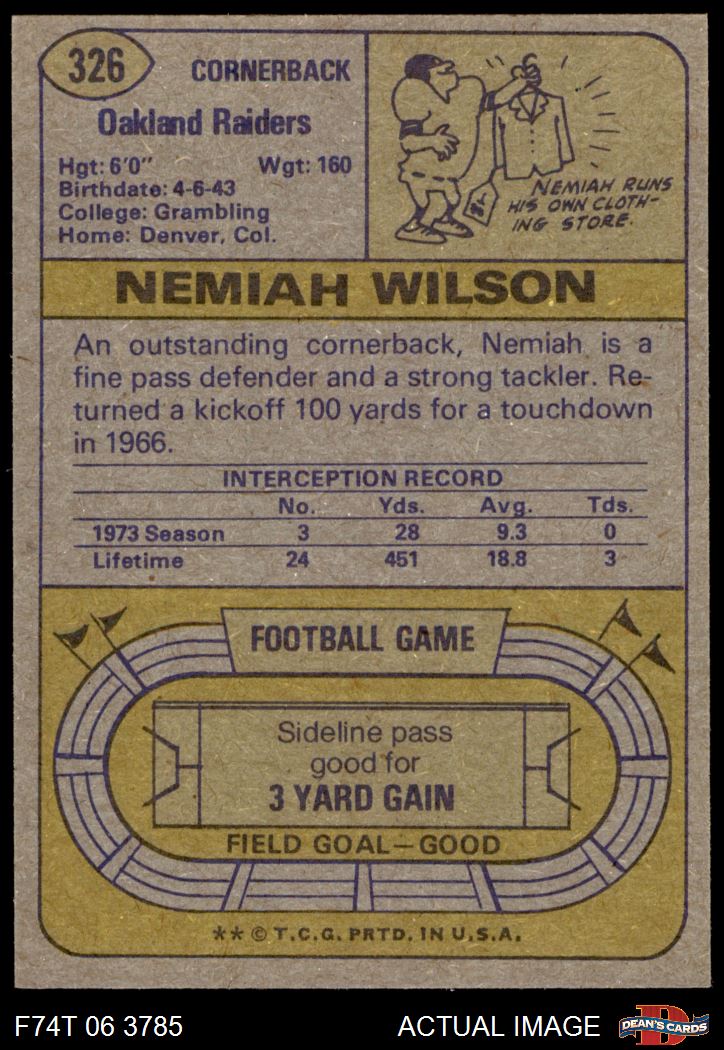 326
CORNERBACK
Oakland Raiders
Hgt: 6'0" Wgt: 160
Birthdate: 4-6-43
College: Grambling
Home: Denver, Col.
NEMIAH RUNS
HIS OWN CLOTH-
ING STORE.
NEMIAH WILSON
An outstanding cornerback, Nemiah is a
fine pass defender and a strong tackler. Re-
turned a kickoff 100 yards for a touchdown
in 1966.
INTERCEPTION RECORD
No. Yds. Avg. Tds.
1973 Season 3 28 9.3 0
Lifetime 24 451 18.8 3
FOOTBALL GAME
Sideline pass
good for
3 YARD GAIN
FIELD GOAL—GOOD
** © T.C.G. PRTD. IN U.S.A.
F74T 06 3785 ACTUAL IMAGE
DEAN'S CARDS